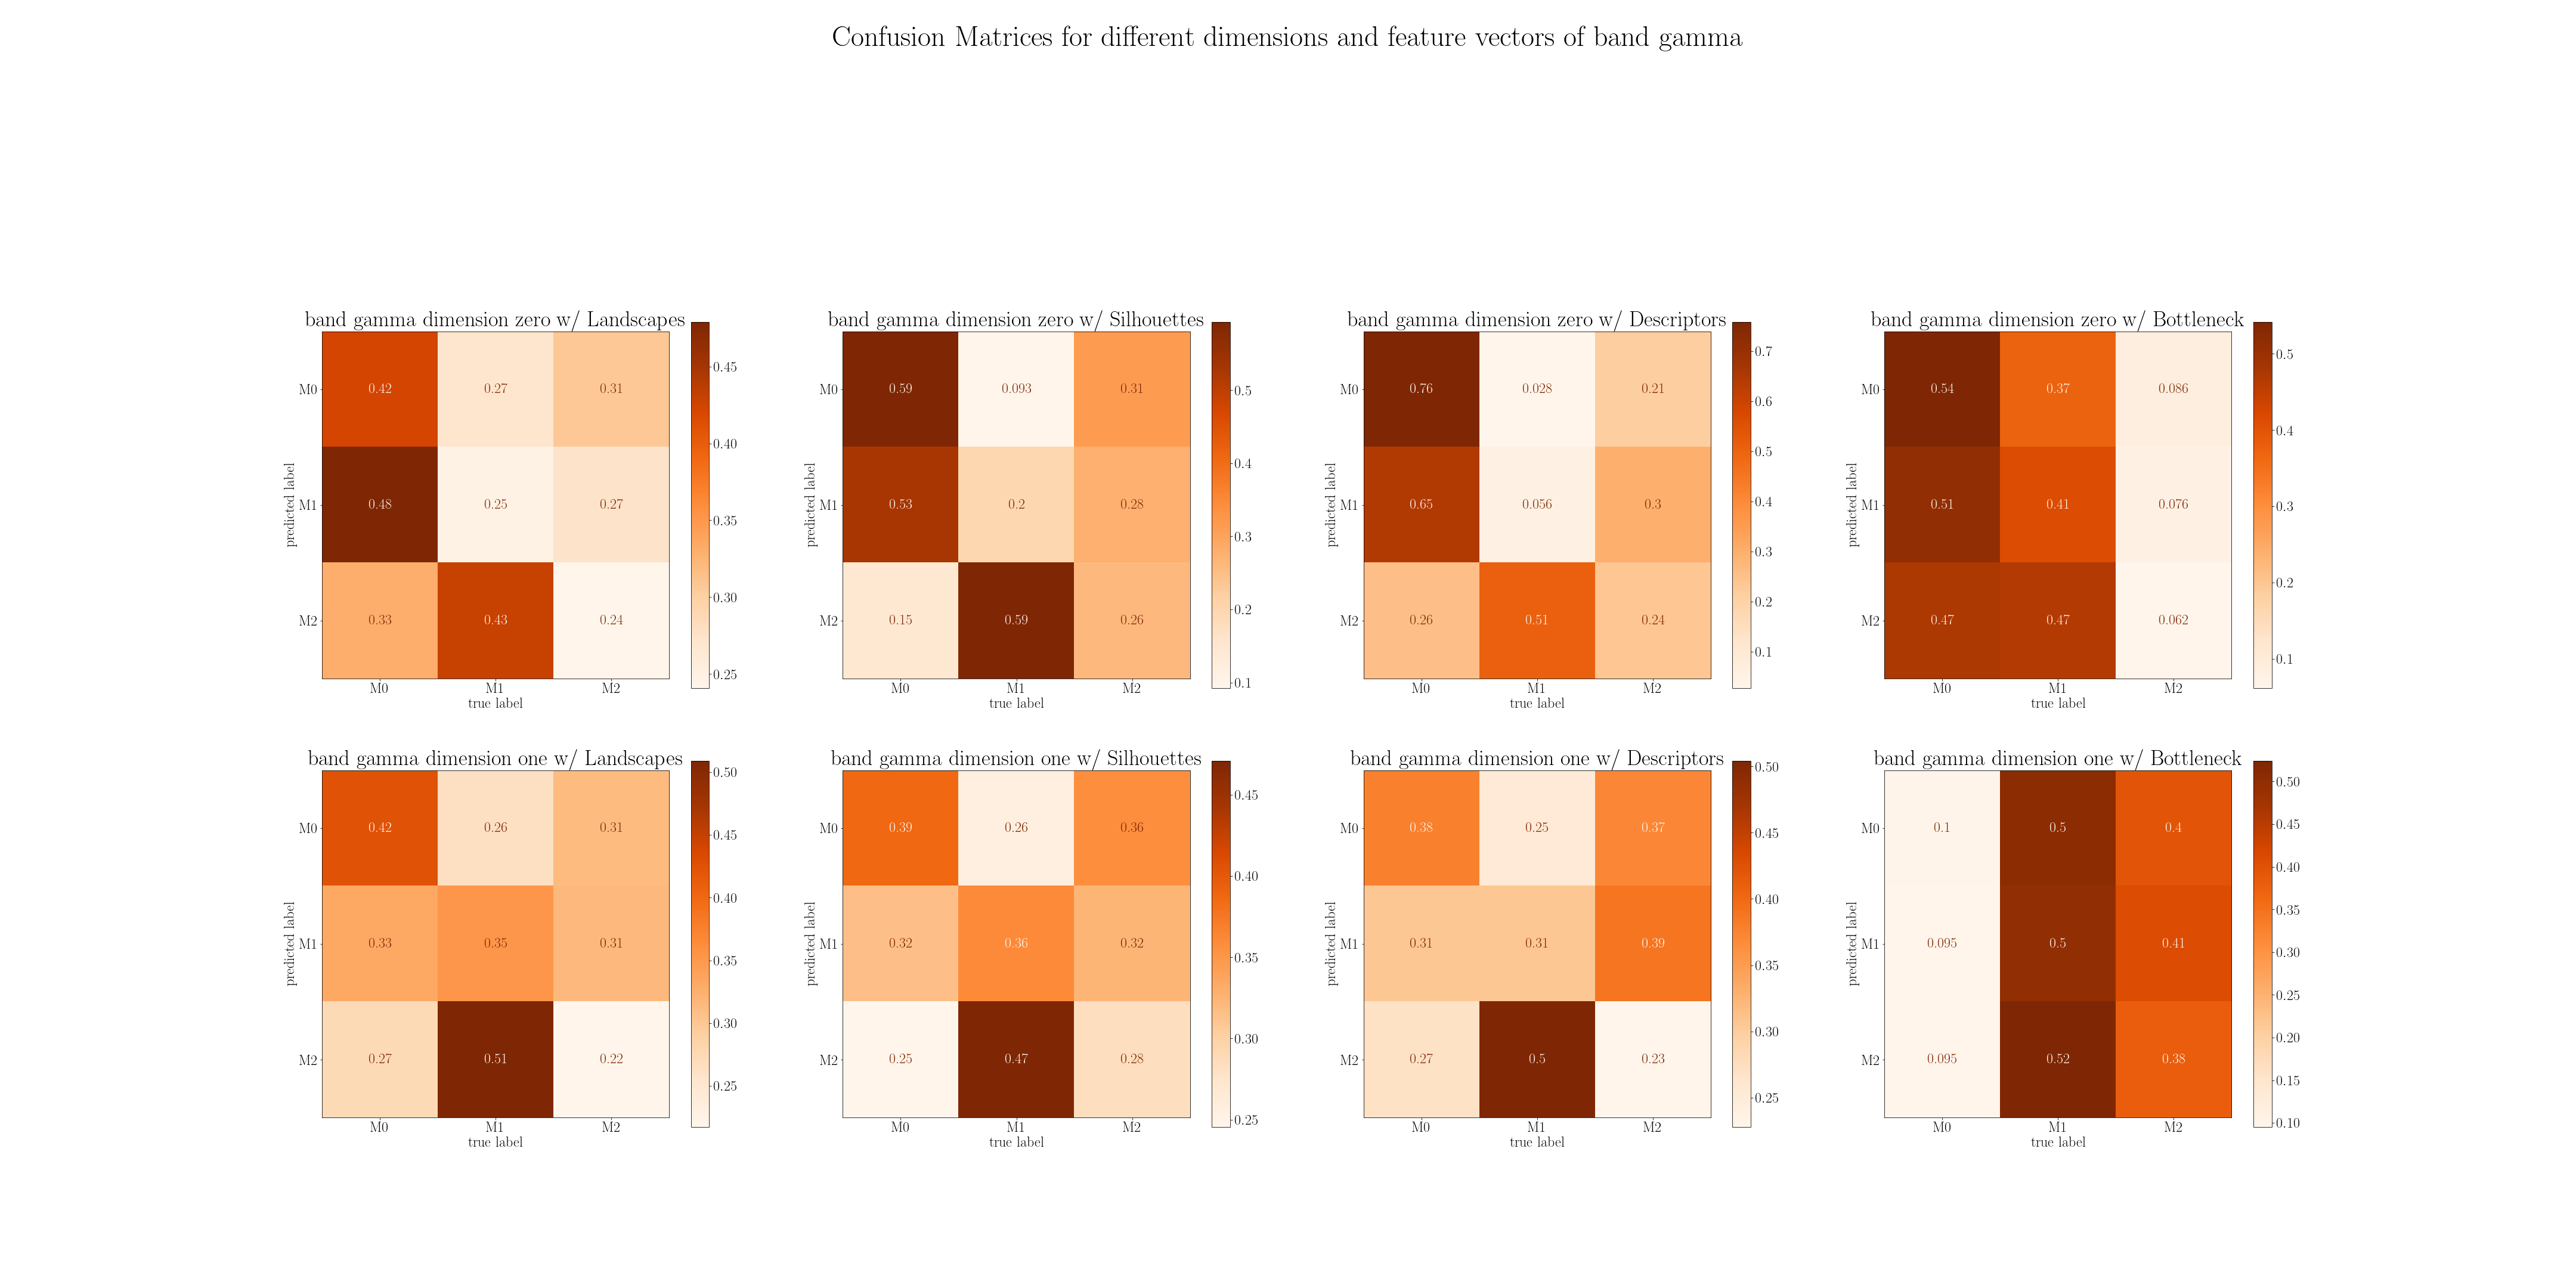 Confusion Matrices for different dimensions and feature vectors of band gamma
band gamma dimension zero w/ Landscapes
predicted label
M0 0.42 0.27 0.31
M1 0.48 0.25 0.27
M2 0.33 0.43 0.24
M0 M1 M2
true label
0.45
0.40
0.35
0.30
0.25
band gamma dimension zero w/ Silhouettes
predicted label
M0 0.59 0.093 0.31
M1 0.53 0.2 0.28
M2 0.15 0.59 0.26
M0 M1 M2
true label
0.5
0.4
0.3
0.2
0.1
band gamma dimension zero w/ Descriptors
predicted label
M0 0.76 0.028 0.21
M1 0.65 0.056 0.3
M2 0.26 0.51 0.24
M0 M1 M2
true label
0.7
0.6
0.5
0.4
0.3
0.2
0.1
band gamma dimension zero w/ Bottleneck
predicted label
M0 0.54 0.37 0.086
M1 0.51 0.41 0.076
M2 0.47 0.47 0.062
M0 M1 M2
true label
0.5
0.4
0.3
0.2
0.1
band gamma dimension one w/ Landscapes
predicted label
M0 0.42 0.26 0.31
M1 0.33 0.35 0.31
M2 0.27 0.51 0.22
M0 M1 M2
true label
0.50
0.45
0.40
0.35
0.30
0.25
band gamma dimension one w/ Silhouettes
predicted label
M0 0.39 0.26 0.36
M1 0.32 0.36 0.32
M2 0.25 0.47 0.28
M0 M1 M2
true label
0.45
0.40
0.35
0.30
0.25
band gamma dimension one w/ Descriptors
predicted label
M0 0.38 0.25 0.37
M1 0.31 0.31 0.39
M2 0.27 0.5 0.23
M0 M1 M2
true label
0.50
0.45
0.40
0.35
0.30
0.25
band gamma dimension one w/ Bottleneck
predicted label
M0 0.1 0.5 0.4
M1 0.095 0.5 0.41
M2 0.095 0.52 0.38
M0 M1 M2
true label
0.50
0.45
0.40
0.35
0.30
0.25
0.20
0.15
0.10